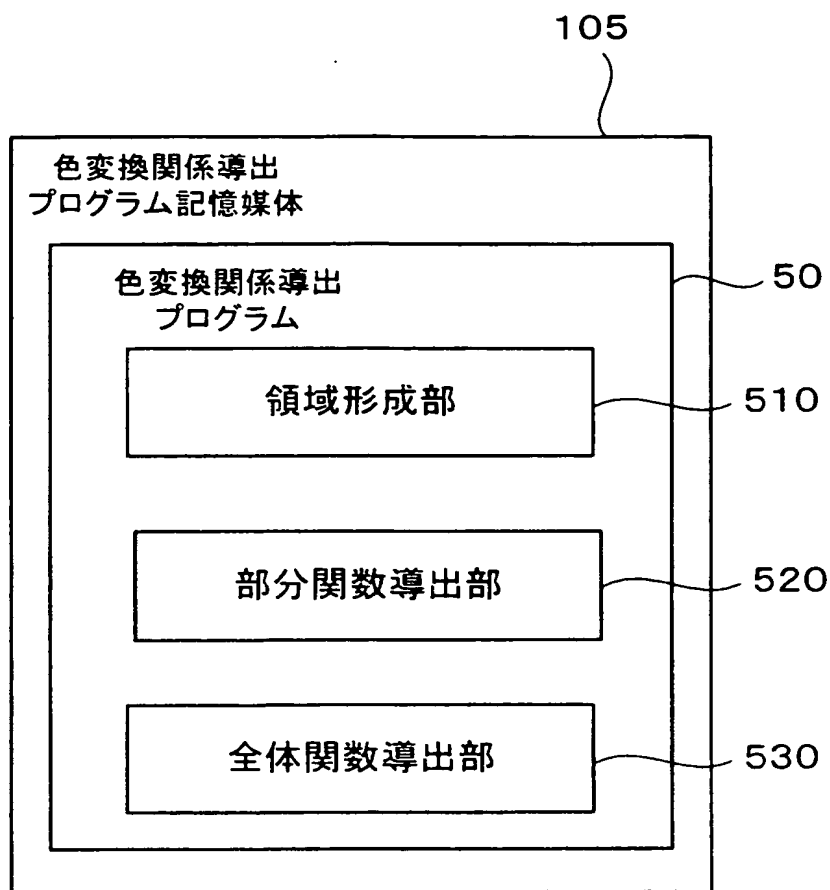 105
色変換関係導出
プログラム記憶媒体
色変換関係導出
プログラム
50
領域形成部
510
部分関数導出部
520
全体関数導出部
530